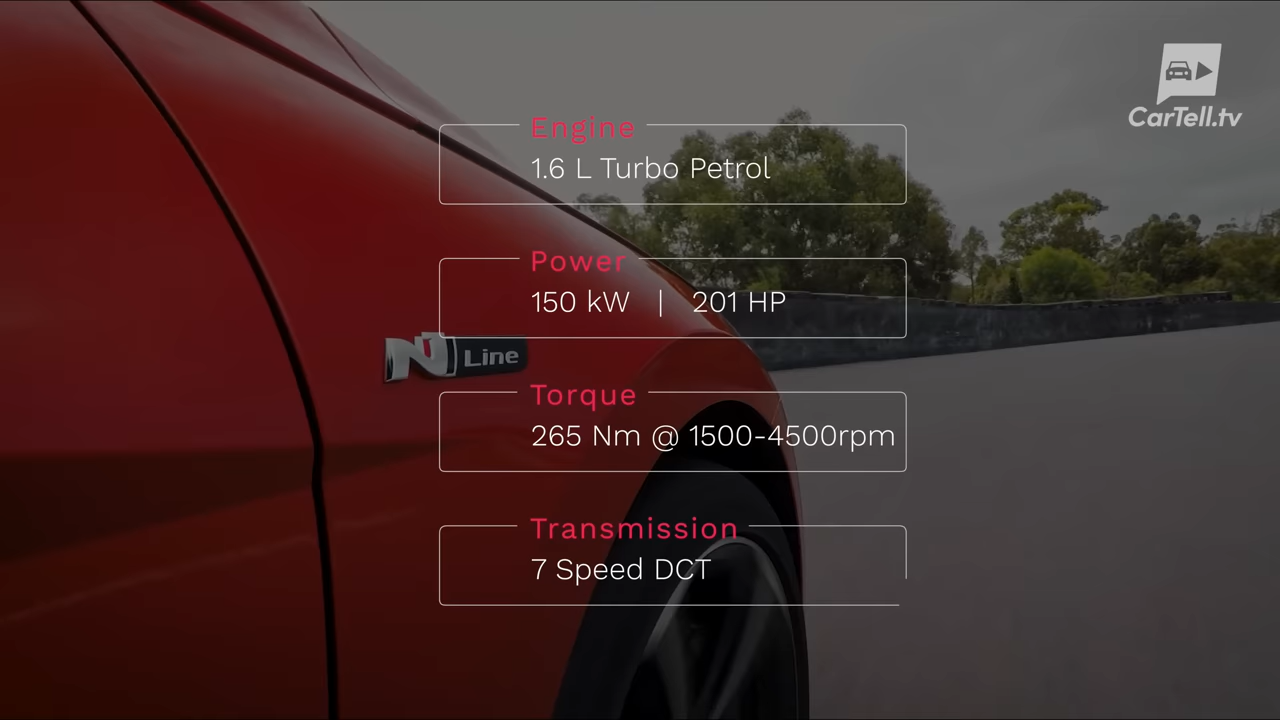 CarTell.tv
Engine
1.6 L Turbo Petrol
Power
150 kW | 201 HP
N Line
Torque
265 Nm @ 1500-4500rpm
Transmission
7 Speed DCT